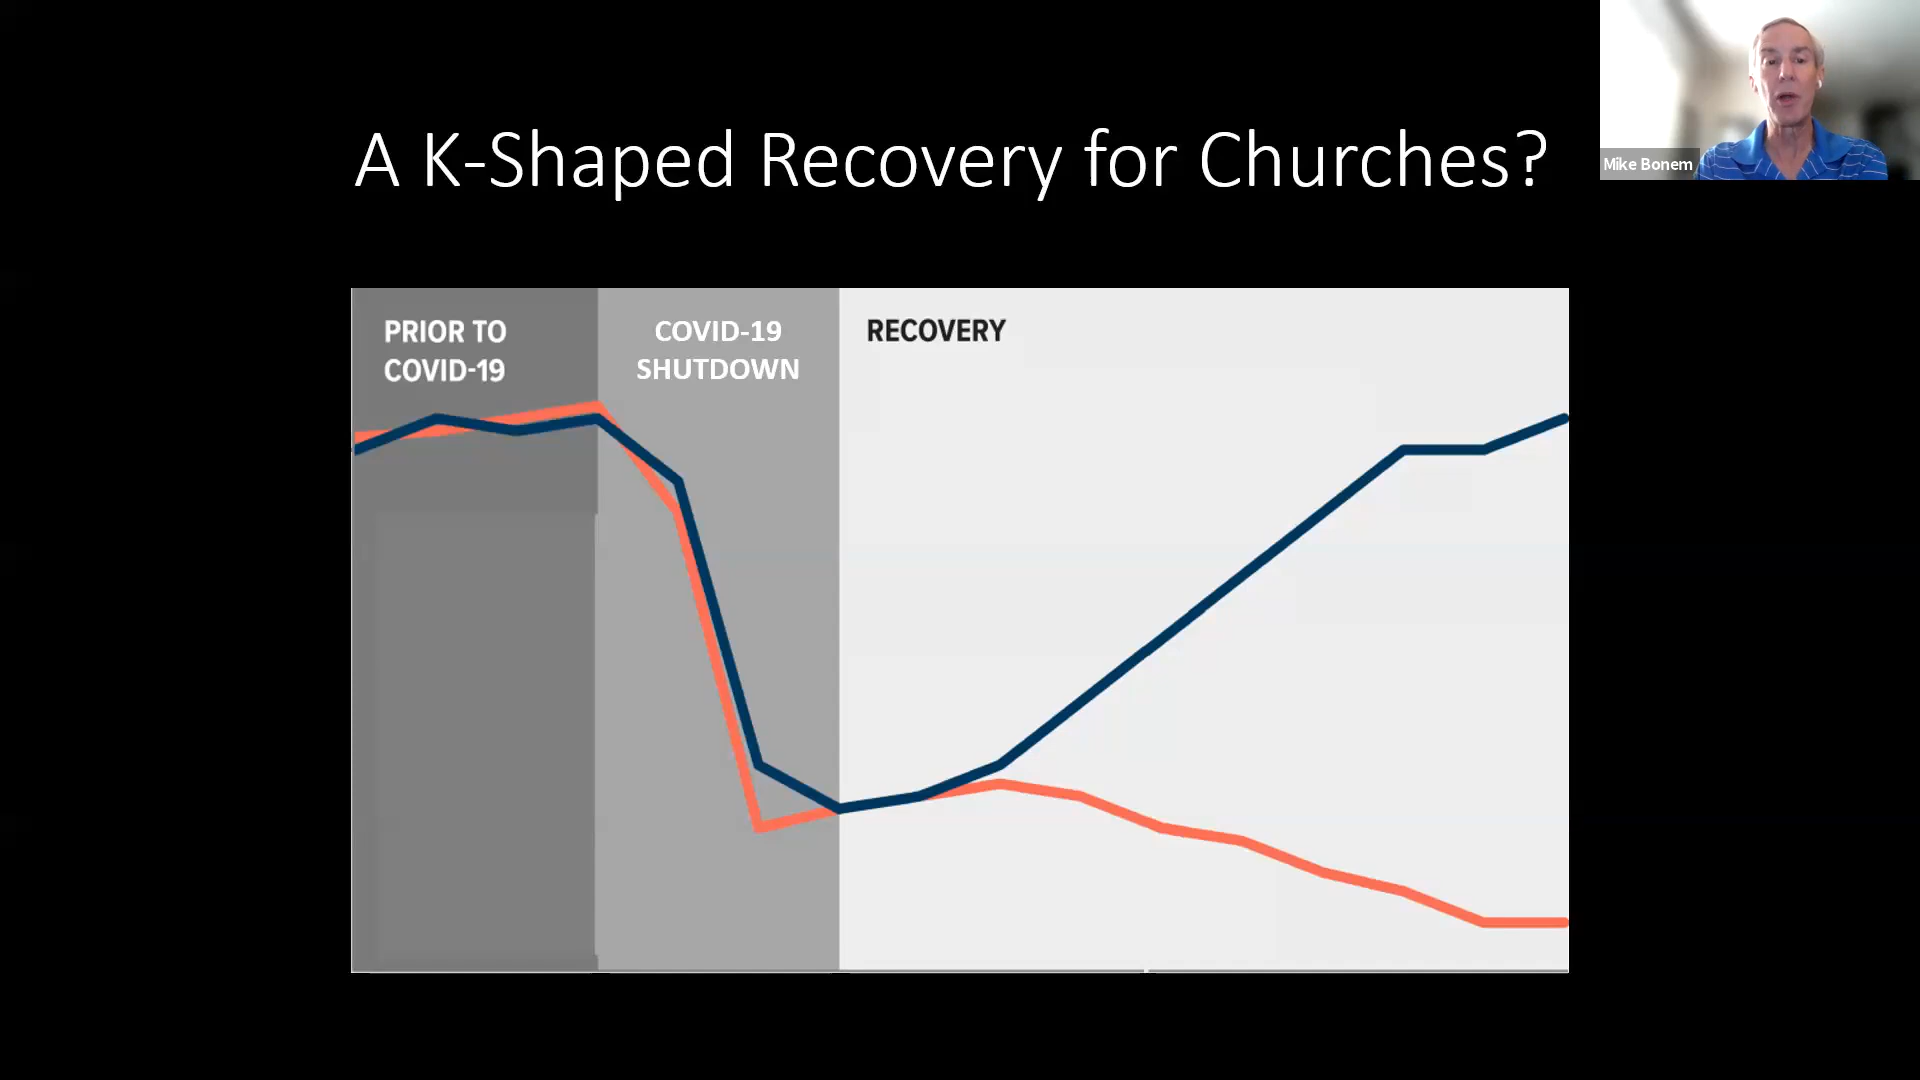 A K-Shaped Recovery for Churches?
Mike Bonem
PRIOR TO
COVID-19
COVID-19
SHUTDOWN
RECOVERY